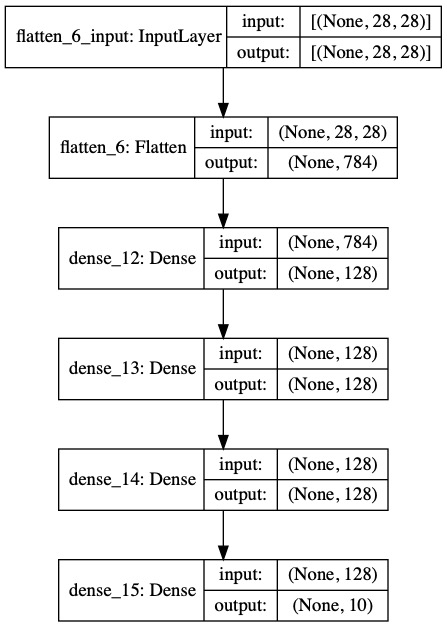 flatten_6_input: InputLayer
input:
[(None, 28, 28)]
output:
[(None, 28, 28)]
flatten_6: Flatten
input:
(None, 28, 28)
output:
(None, 784)
dense_12: Dense
input:
(None, 784)
output:
(None, 128)
dense_13: Dense
input:
(None, 128)
output:
(None, 128)
dense_14: Dense
input:
(None, 128)
output:
(None, 128)
dense_15: Dense
input:
(None, 128)
output:
(None, 10)